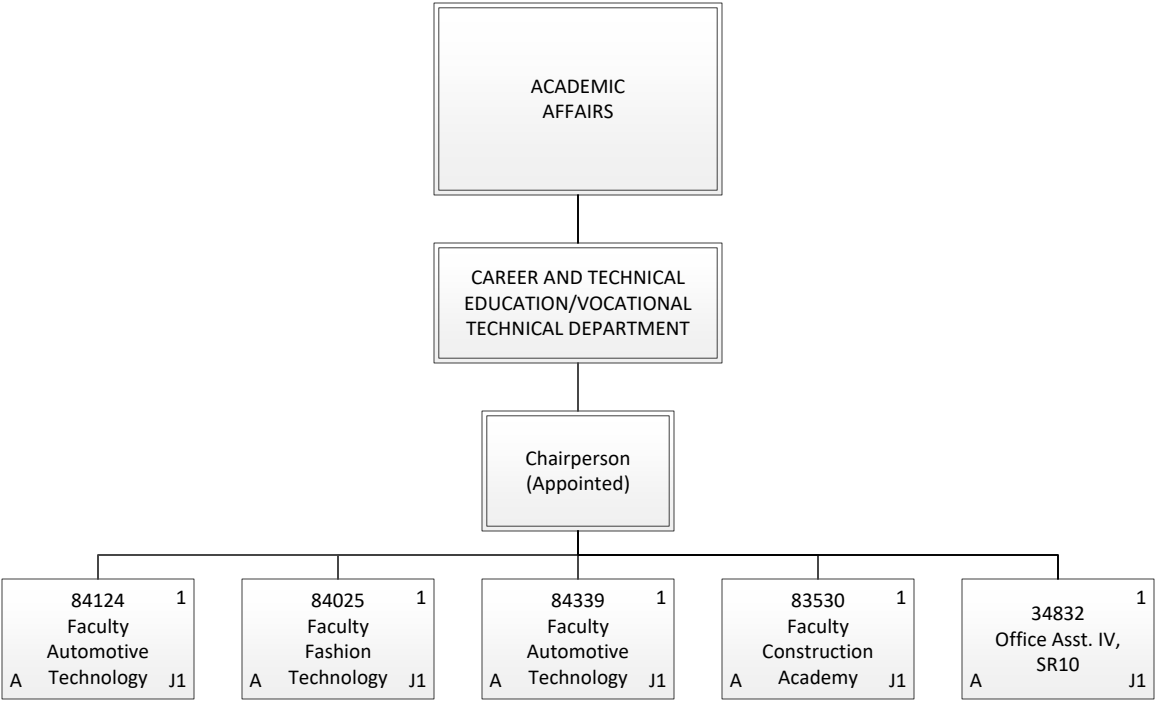 ACADEMIC
AFFAIRS
CAREER AND TECHNICAL
EDUCATION/VOCATIONAL
TECHNICAL DEPARTMENT
Chairperson
(Appointed)
84124 1
Faculty
Automotive
A Technology J1
84025 1
Faculty
Fashion
A Technology J1
84339 1
Faculty
Automotive
A Technology J1
83530 1
Faculty
Construction
A Academy J1
1
34832
Office Asst. IV,
SR10
A J1